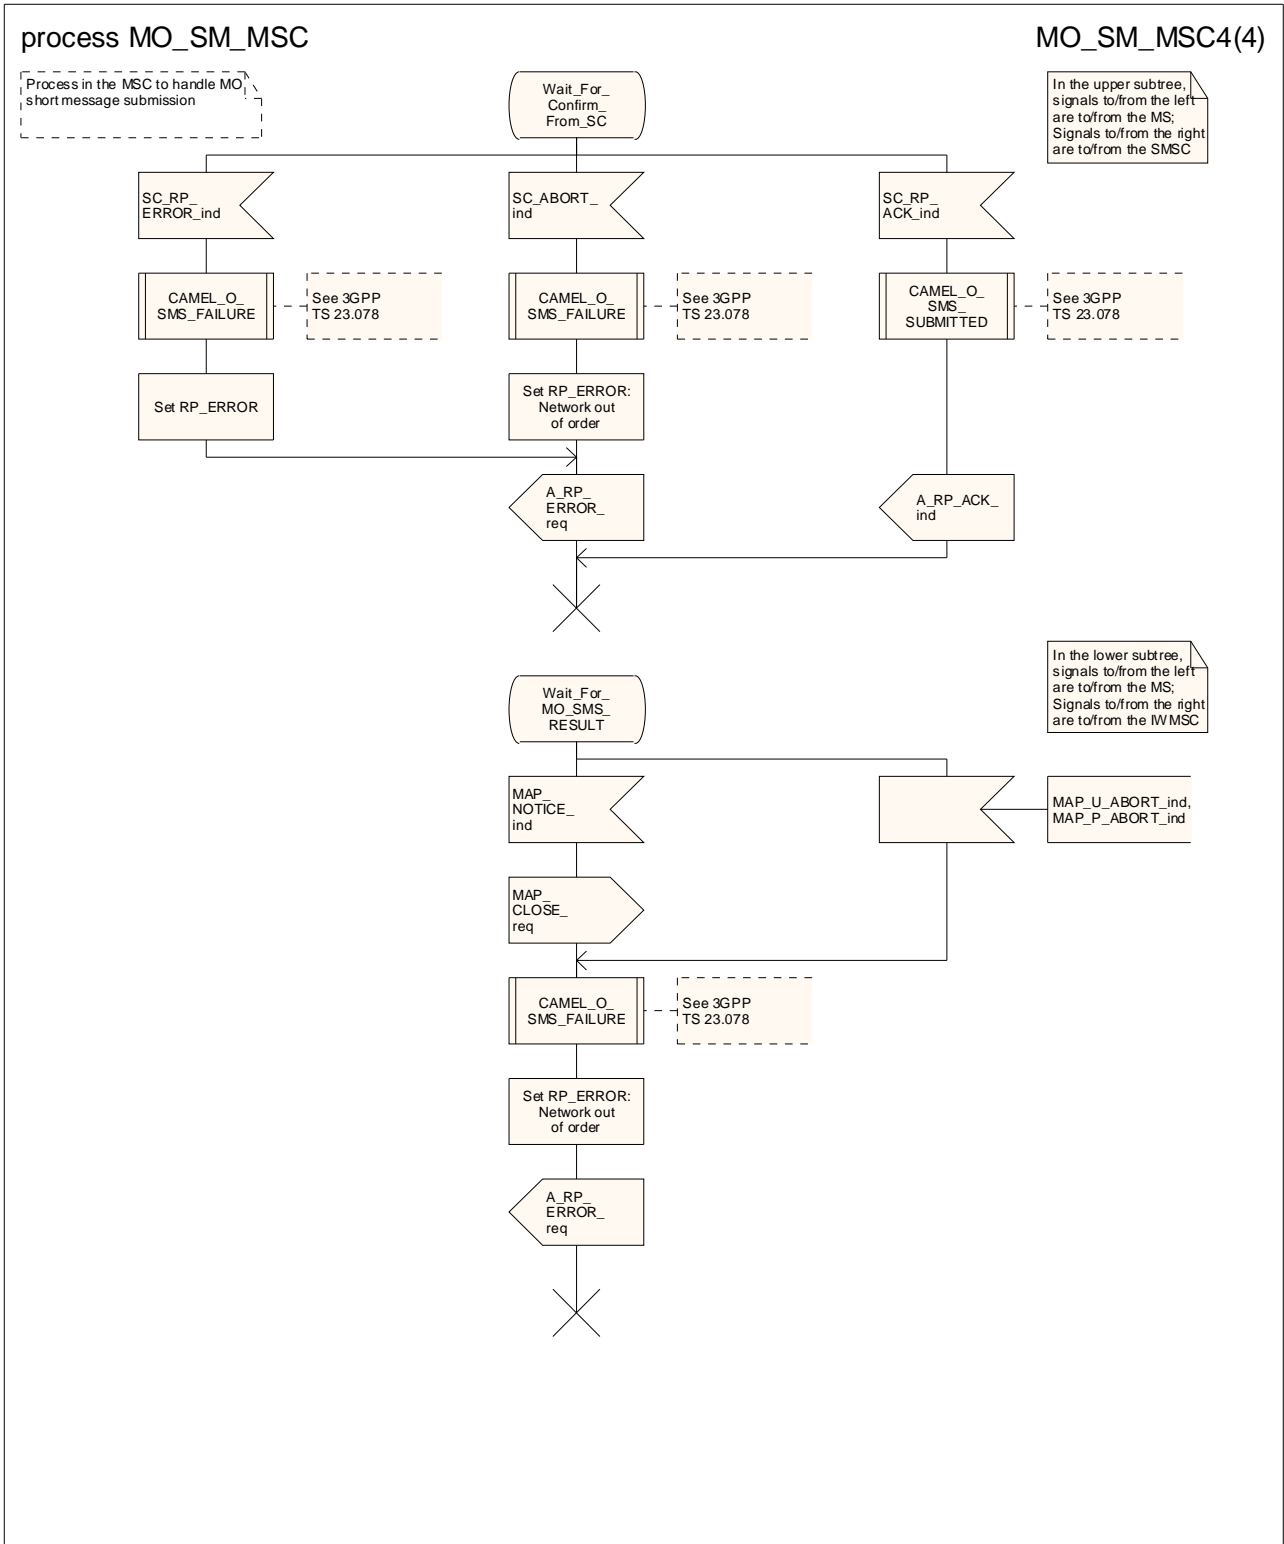 process MO_SM_MSC
MO_SM_MSC4(4)
Process in the MSC to handle MO
short message submission
Wait_For_
Confirm_
From_SC
In the upper subtree,
signals to/from the left
are to/from the MS;
Signals to/from the right
are to/from the SMSC
SC_RP_
ERROR_ind
SC_ABORT_
ind
SC_RP_
ACK_ind
CAMEL_O_
SMS_FAILURE
See 3GPP
TS 23.078
CAMEL_O_
SMS_FAILURE
See 3GPP
TS 23.078
CAMEL_O_
SMS_
SUBMITTED
See 3GPP
TS 23.078
Set RP_ERROR
Set RP_ERROR:
Network out
of order
A_RP_
ERROR_
req
A_RP_ACK_
ind
In the lower subtree,
signals to/from the left
are to/from the MS;
Signals to/from the right
are to/from the IWMSC
Wait_For_
MO_SMS_
RESULT
MAP_
NOTICE_
ind
MAP_U_ABORT_ind,
MAP_P_ABORT_ind
MAP_
CLOSE_
req
CAMEL_O_
SMS_FAILURE
See 3GPP
TS 23.078
Set RP_ERROR:
Network out
of order
A_RP_
ERROR_
req